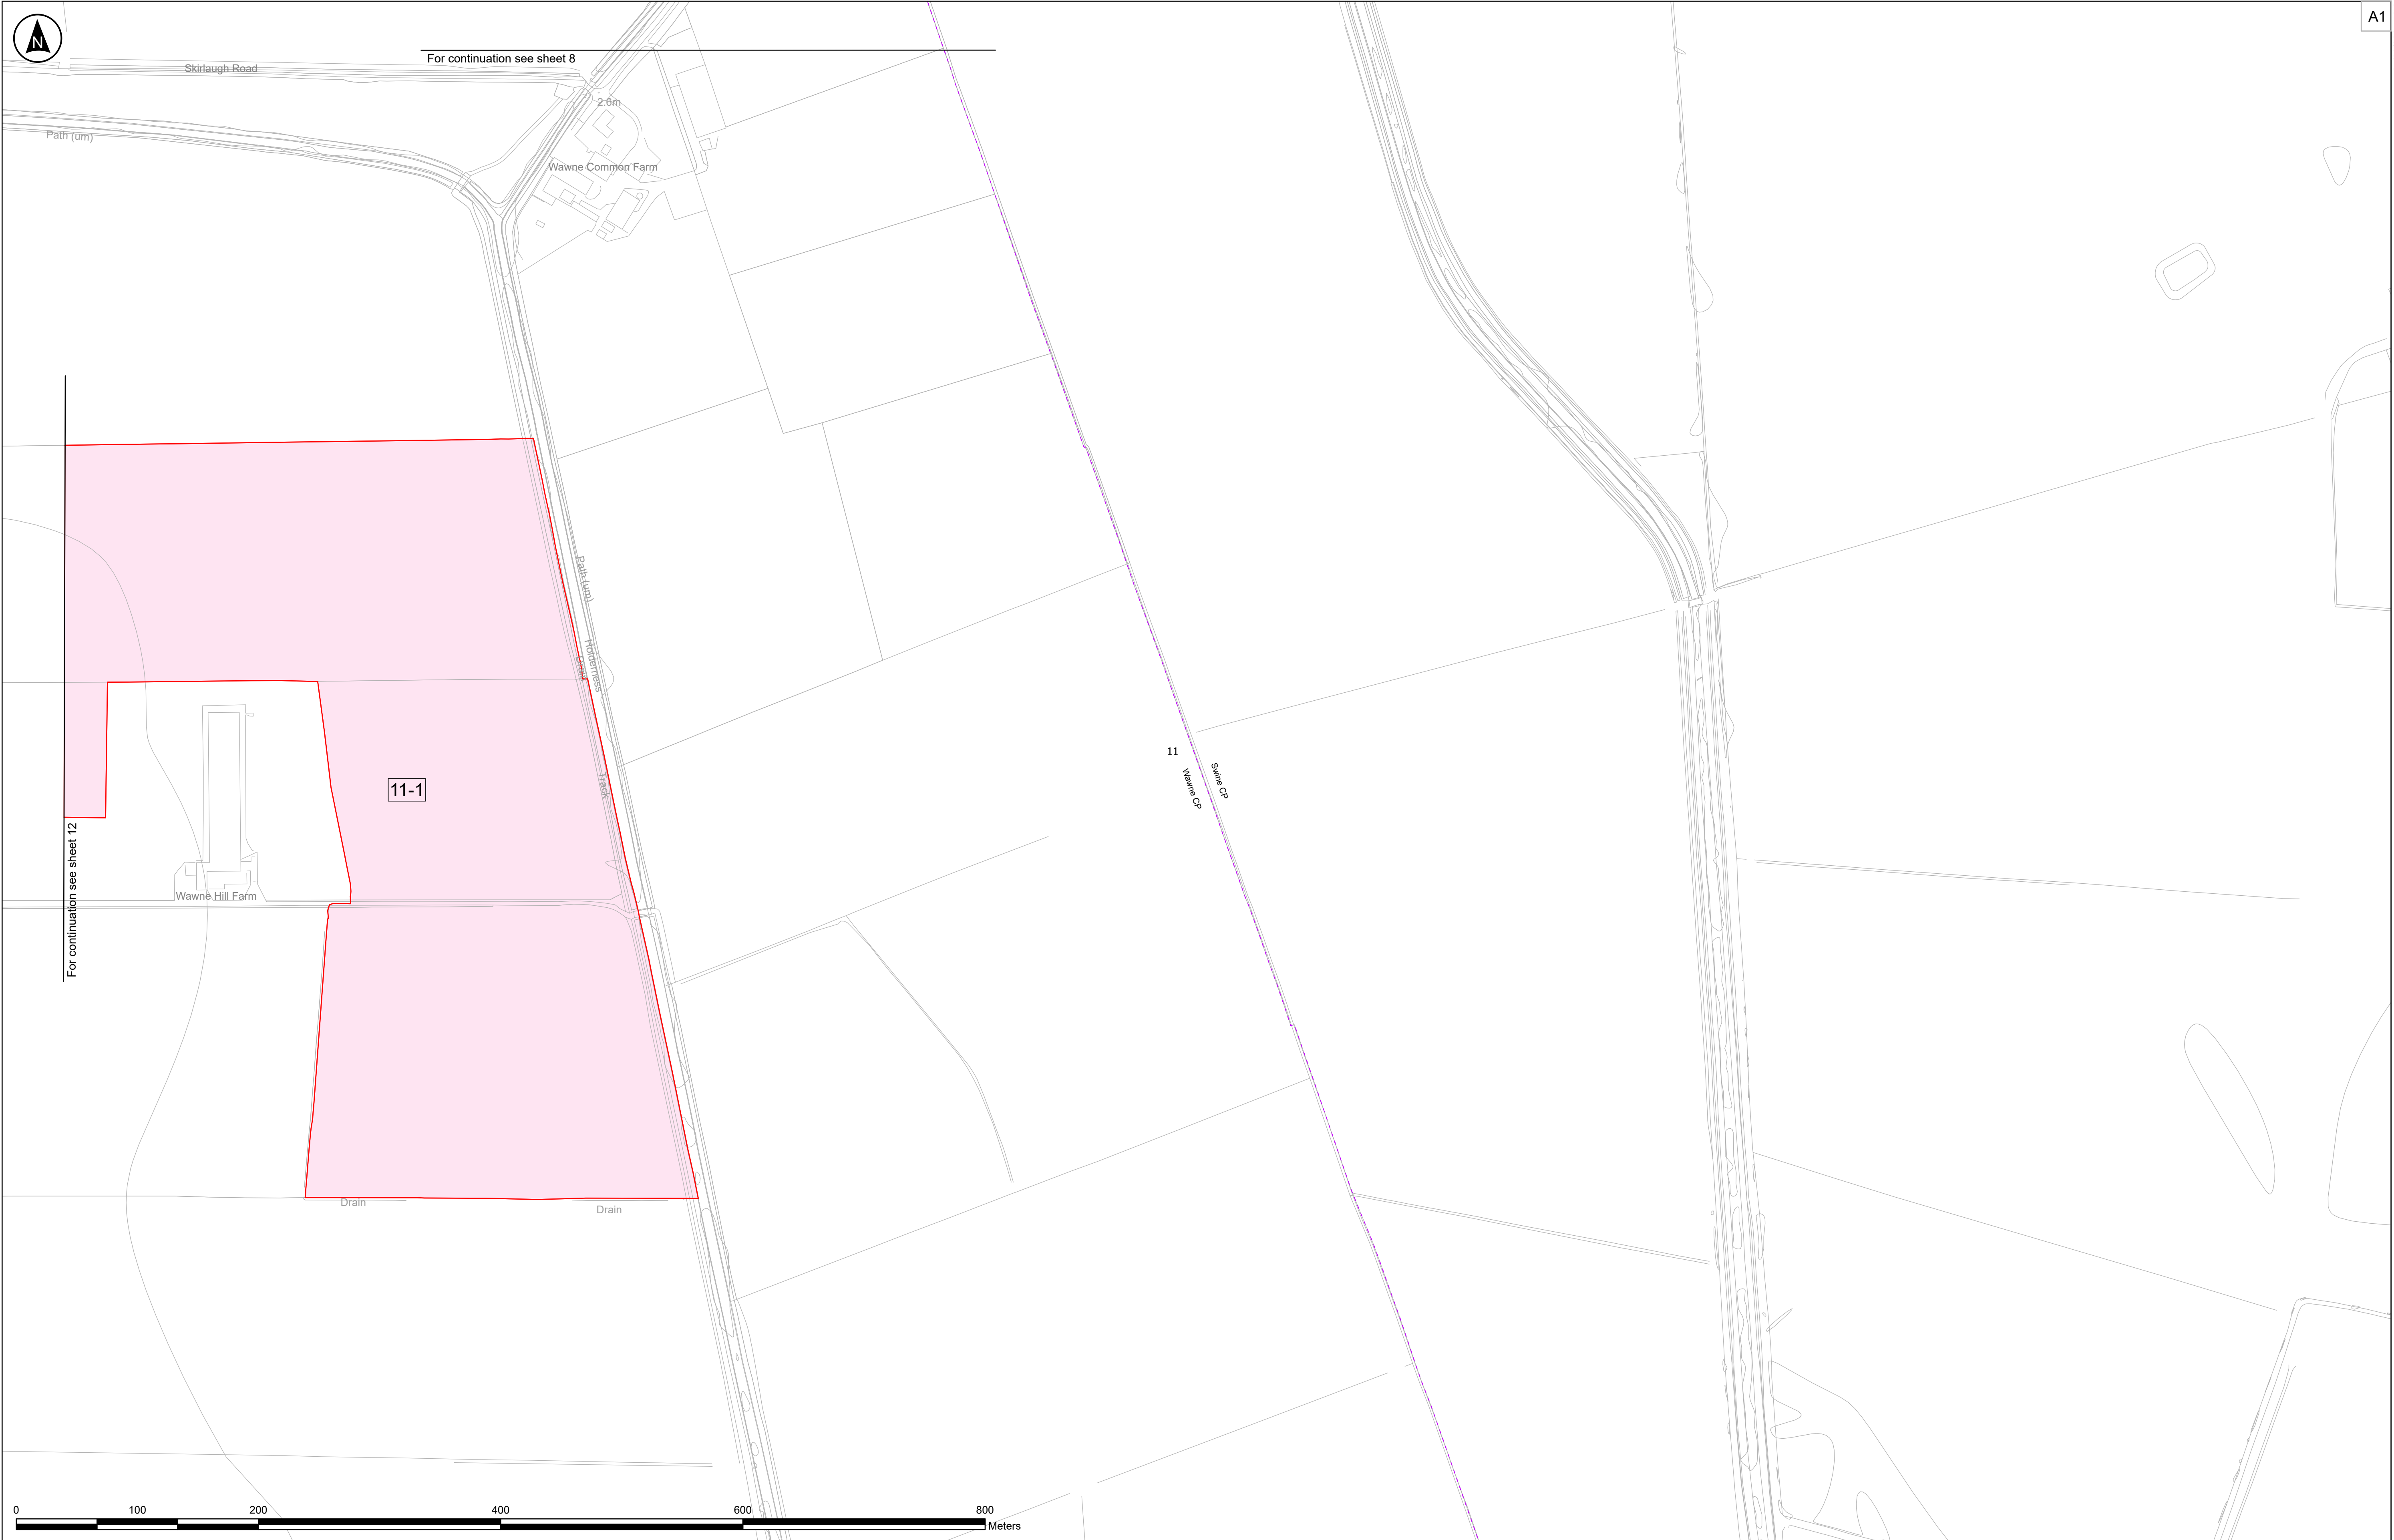 A1
N
For continuation see sheet 8
Skirlaugh Road
2.6m
Path (um)
Wawne Common Farm
Path (um)
Holderness
Drain
11
Swine CP
Wawne CP
Track
11-1
For continuation see sheet 12
Wawne Hill Farm
Drain
Drain
0 100 200 400 600 800
Meters